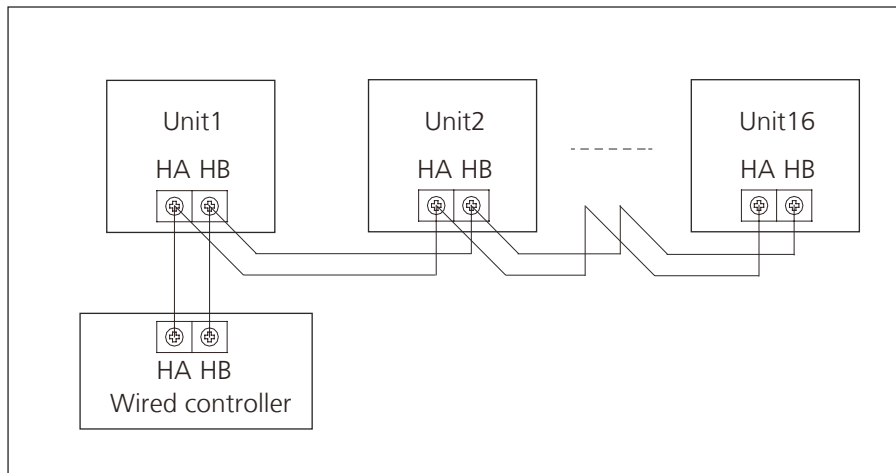 Unit1
HA HB
Unit2
HA HB
Unit16
HA HB
HA HB
Wired controller